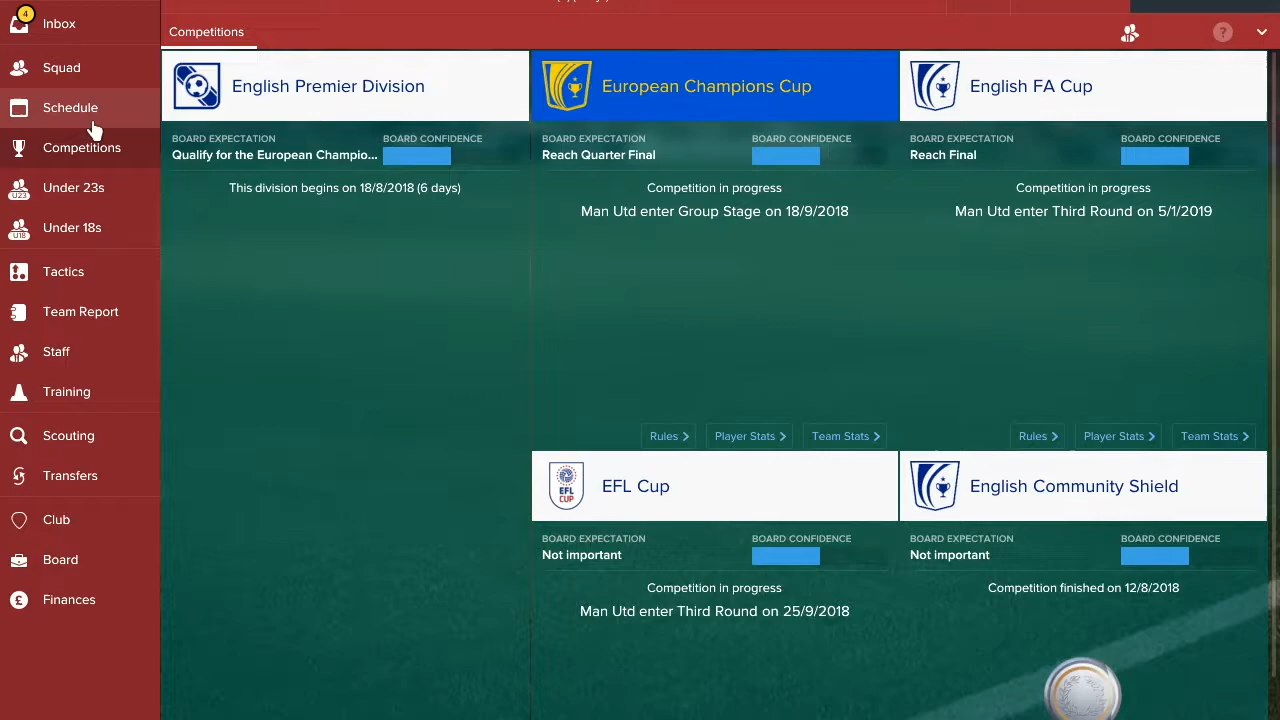 4
Inbox
Squad
Schedule
Competitions
U23
Under 23s
U18
Under 18s
Tactics
Team Report
Staff
Training
Scouting
Transfers
Club
Board
£
Finances
Competitions
?
English Premier Division
BOARD EXPECTATION
BOARD CONFIDENCE
Qualify for the European Champio...
This division begins on 18/8/2018 (6 days)
European Champions Cup
BOARD EXPECTATION
BOARD CONFIDENCE
Reach Quarter Final
Competition in progress
Man Utd enter Group Stage on 18/9/2018
Rules
Player Stats
Team Stats
English FA Cup
BOARD EXPECTATION
BOARD CONFIDENCE
Reach Final
Competition in progress
Man Utd enter Third Round on 5/1/2019
Rules
Player Stats
Team Stats
EFL
CUP
EFL Cup
BOARD EXPECTATION
BOARD CONFIDENCE
Not important
Competition in progress
Man Utd enter Third Round on 25/9/2018
English Community Shield
BOARD EXPECTATION
BOARD CONFIDENCE
Not important
Competition finished on 12/8/2018